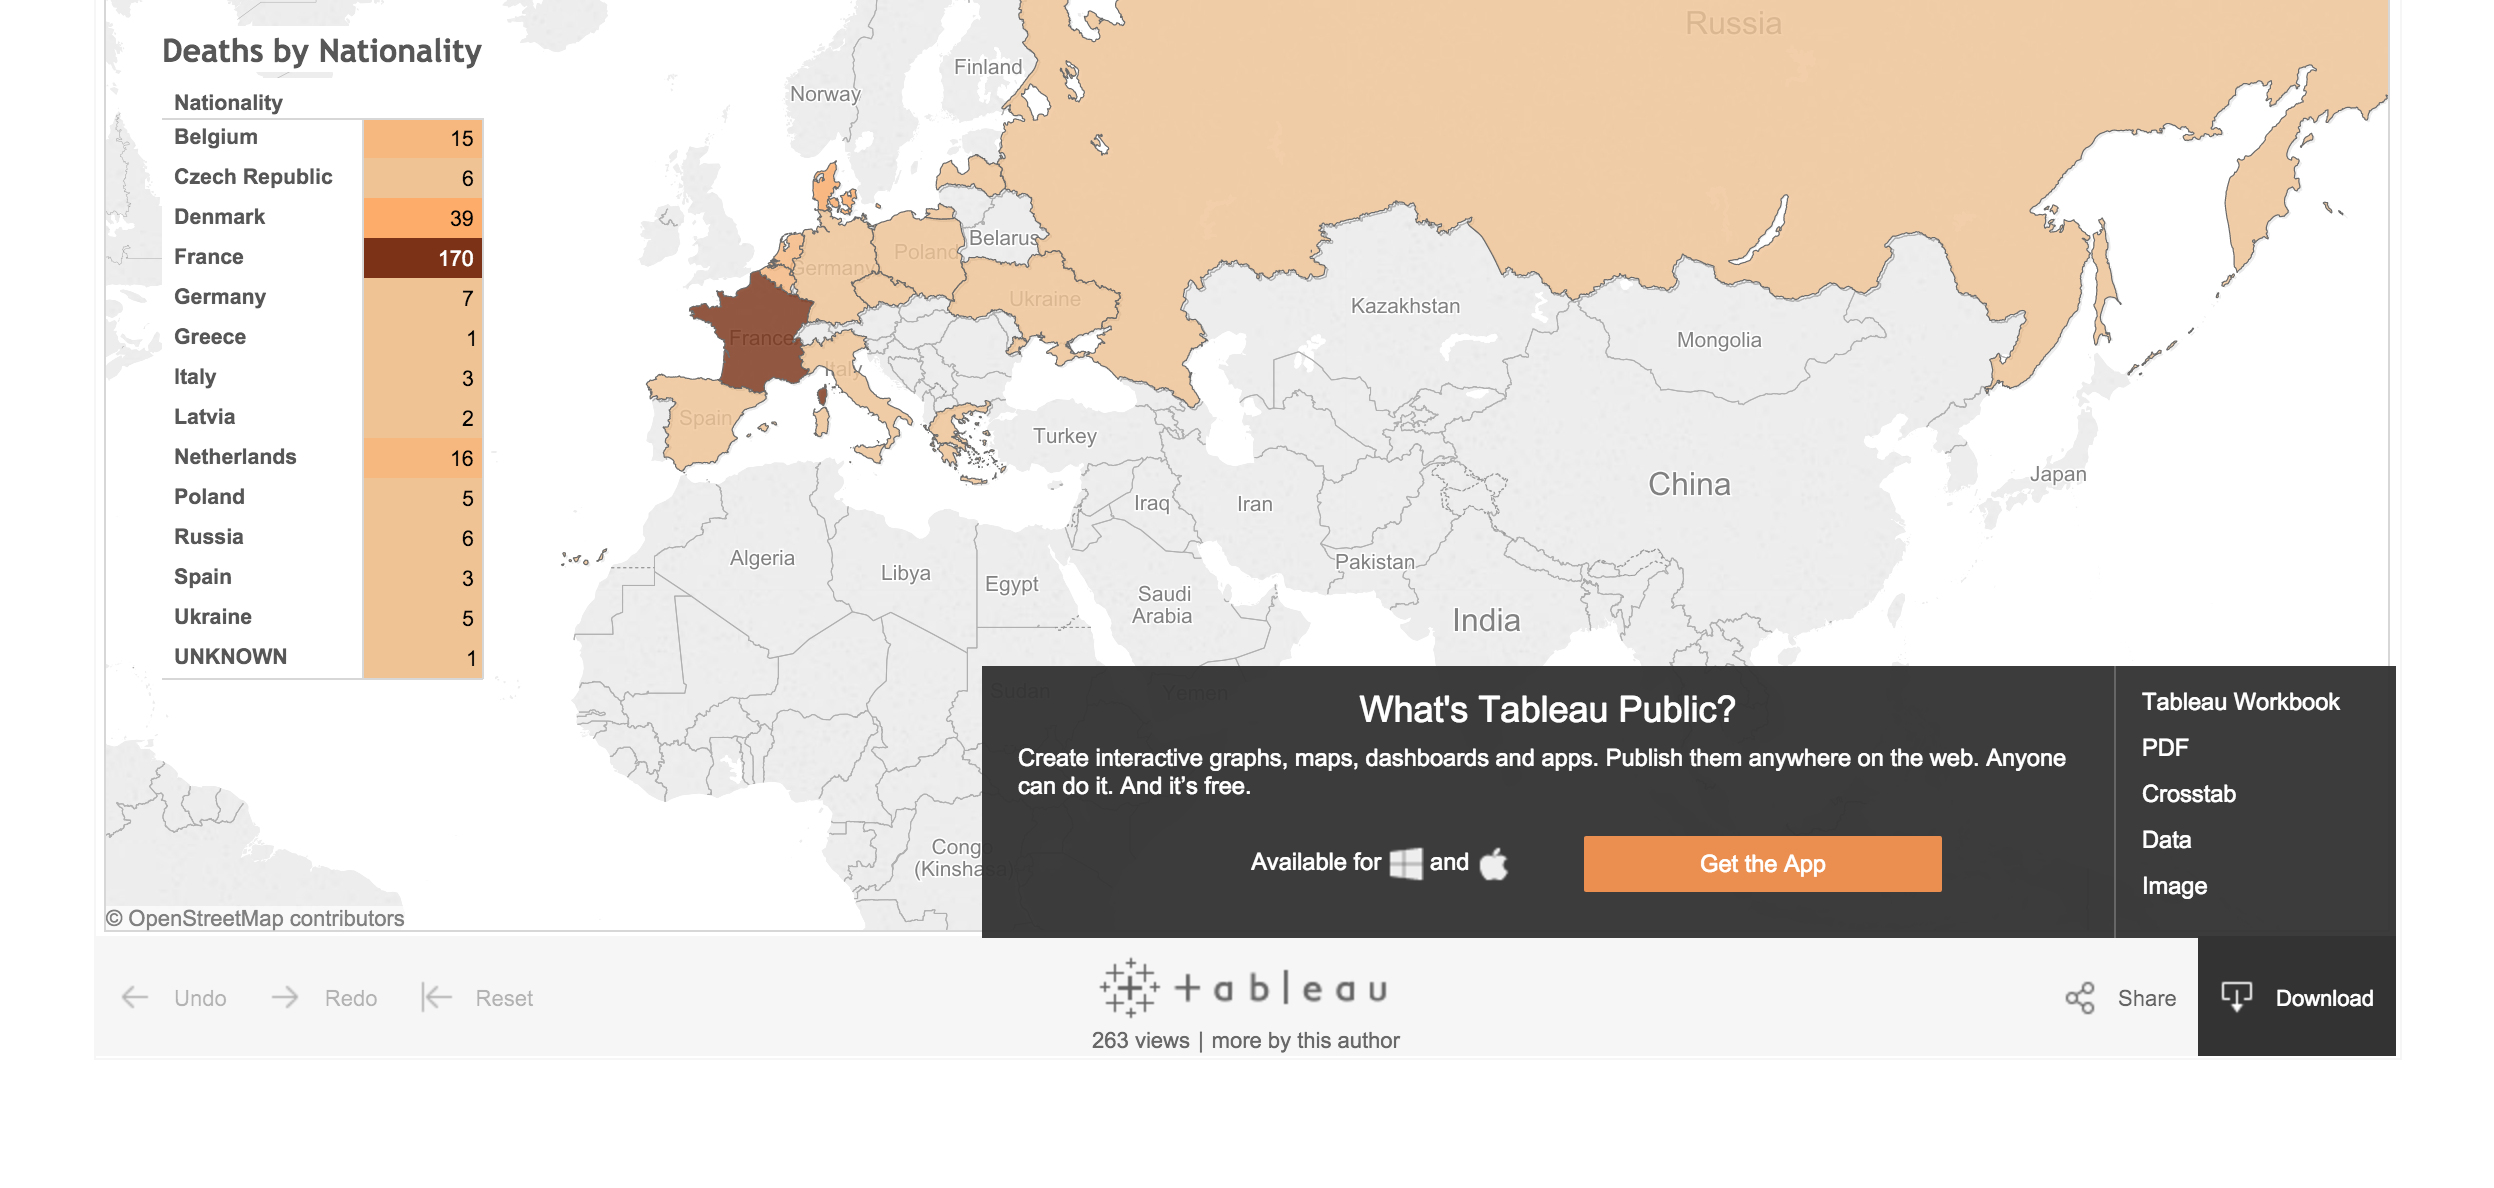 Russia
Deaths by Nationality
Finland
Norway
Nationality
Belgium 15
Czech Republic 6
Denmark 39
France 170
Germany 7
Greece 1
Italy 3
Latvia 2
Netherlands 16
Poland 5
Russia 6
Spain 3
Ukraine 5
UNKNOWN 1
Belarus
Poland
Germany
Ukraine
Kazakhstan
France
Mongolia
Italy
Spain
Turkey
China
Japan
Iraq
Iran
Algeria
Libya
Egypt
Pakistan
Saudi
Arabia
India
Sudan
Yemen
Congo
(Kinshasa)
What's Tableau Public?
Create interactive graphs, maps, dashboards and apps. Publish them anywhere on the web. Anyone
can do it. And it’s free.
Available for and
Get the App
Tableau Workbook
PDF
Crosstab
Data
Image
© OpenStreetMap contributors
Undo
Redo
Reset
+ a b l e a u
263 views | more by this author
Share
Download